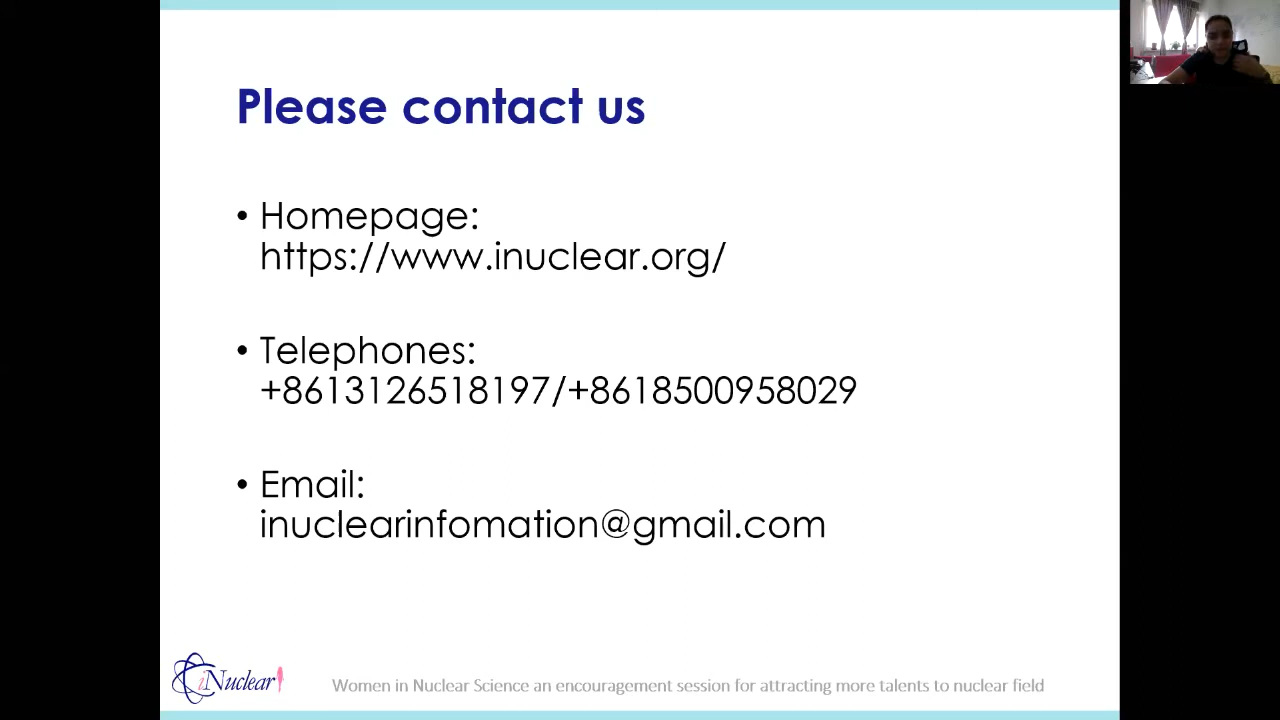 Please contact us
• Homepage:
https://www.inuclear.org/
• Telephones:
+8613126518197/+8618500958029
• Email:
inuclearinfomation@gmail.com
iNuclear
Women in Nuclear Science an encouragement session for attracting more talents to nuclear field